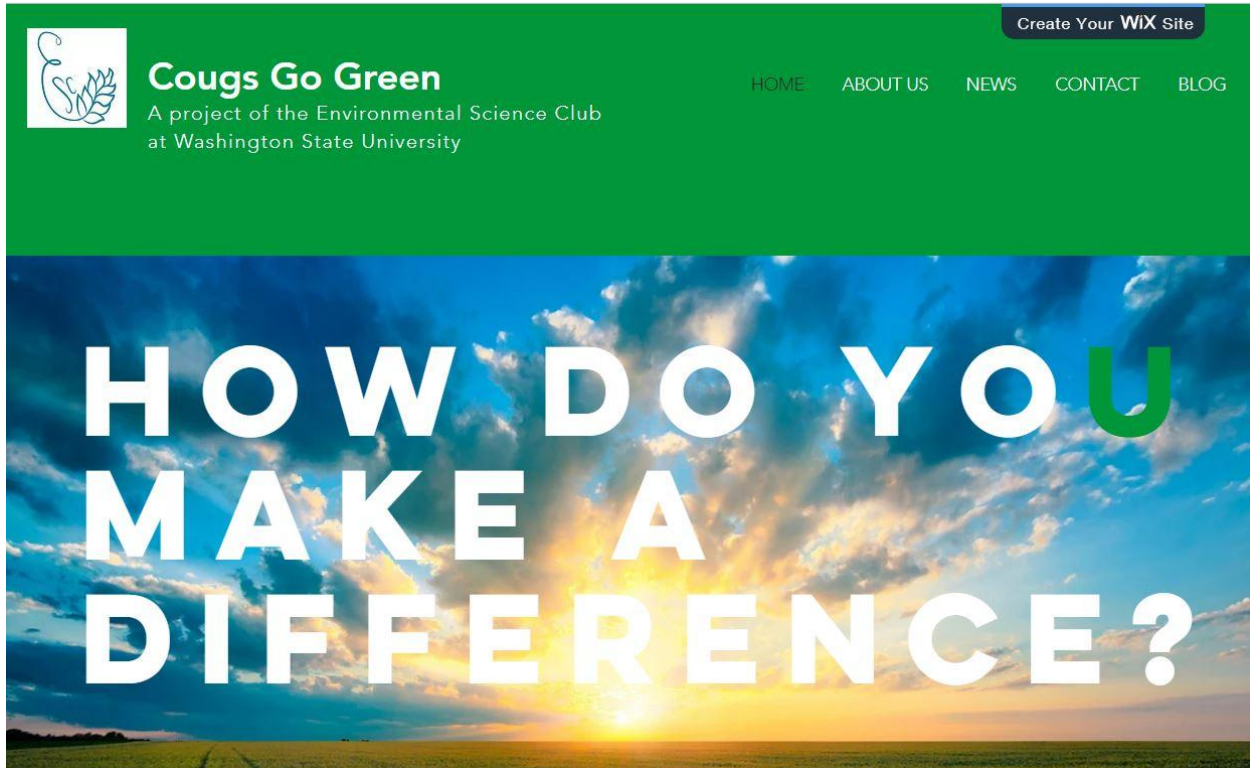 Create Your WiX Site
ESC
Cougs Go Green
A project of the Environmental Science Club
at Washington State University
HOME ABOUT US NEWS CONTACT BLOG
HOW DO YOU
MAKE A
DIFFERENCE?